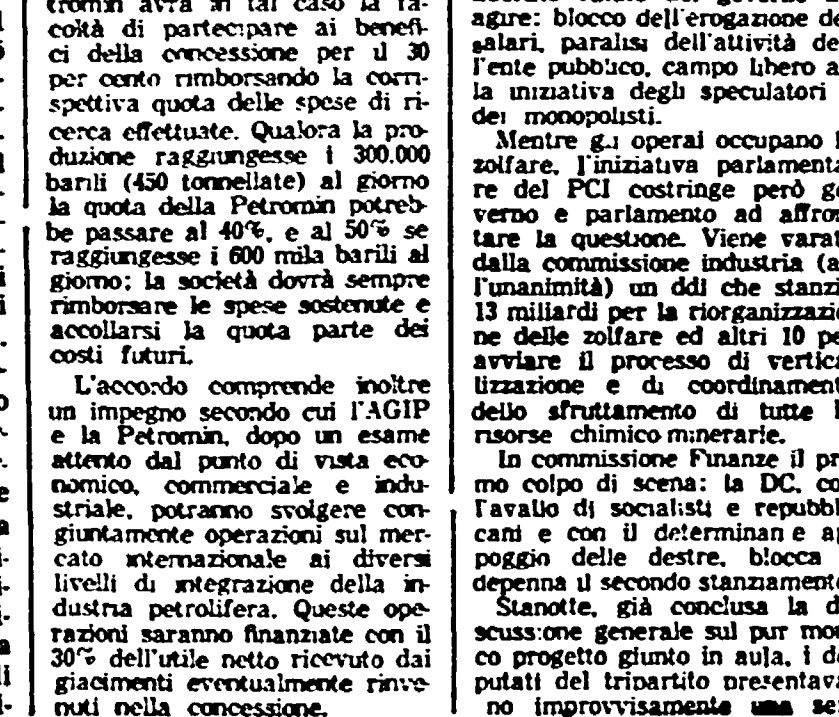 tromin avrà in tal caso la fa-
coltà di partecipare ai benefi-
ci della concessione per il 30
per cento rimborsando la corri-
spettiva quota delle spese di ri-
cerca effettuate. Qualora la pro-
duzione raggiungesse i 300.000
barili (450 tonnellate) al giorno
la quota della Petromin potreb-
be passare al 40%, e al 50% se
raggiungesse i 600 mila barili al
giorno; la società dovrà sempre
rimborsare le spese sostenute e
accollarsi la quota parte dei
costi futuri.
L'accordo comprende inoltre
un impegno secondo cui l'AGIP
e la Petromin, dopo un esame
attento dal punto di vista eco-
nomico, commerciale e indu-
striale, potranno svolgere con-
giuntamente operazioni sul mer-
cato internazionale ai diversi
livelli di integrazione della in-
dustria petrolifera. Queste ope-
razioni saranno finanziate con il
30% dell'utile netto ricevuto dai
giacimenti eventualmente rinve-
nuti nella concessione.
agire: blocco dell'erogazione de
salari, paralisi dell'attività de
l'ente pubblico, campo libero a
la iniziativa degli speculatori
dei monopolisti.
Mentre gli operai occupano
zolfare, l'iniziativa parlamenta
re del PCI costringe però go
verno e parlamento ad affron
tare la questione. Viene varat
dalla commissione industria (a
l'unanimità) un ddl che stanzi
13 miliardi per la riorganizzazio
ne delle zolfare ed altri 10 pe
avviare il processo di vertica
lizzazione e di coordinament
dello sfruttamento di tutte l
risorse chimico minerarie.
In commissione Finanze il pr
mo colpo di scena: la DC, co
l'avallo di socialisti e repubbl
cani e con il determinan e ap
poggio delle destre, blocca
depenna il secondo stanziamento
Stanotte, già conclusa la d
scussione generale sul pur mon
co progetto giunto in aula, i de
putati del tripartito presentava
no improvvisamente una se